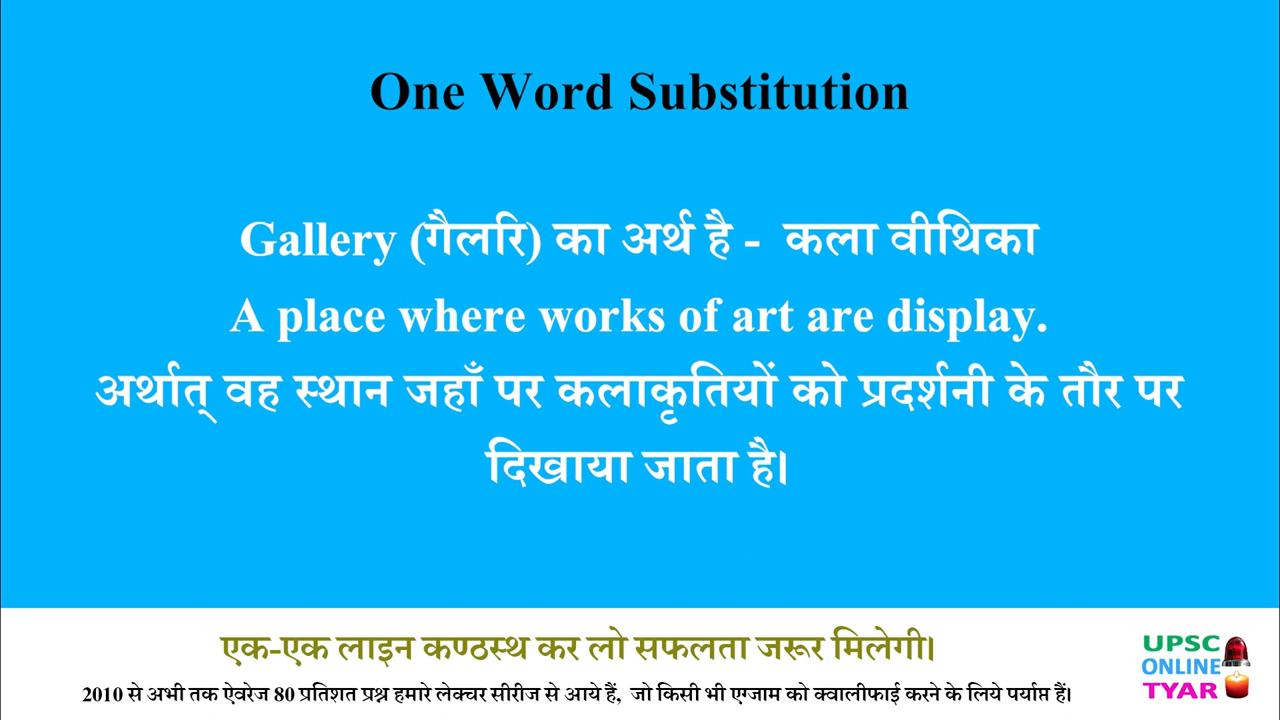 One Word Substitution
Gallery (गैलरि) का अर्थ है - कला वीथिका
A place where works of art are display.
अर्थात् वह स्थान जहाँ पर कलाकृतियों को प्रदर्शनी के तौर पर
दिखाया जाता है।
एक-एक लाइन कण्ठस्थ कर लो सफलता जरूर मिलेगी।
2010 से अभी तक ऐवरेज 80 प्रतिशत प्रश्न हमारे लेक्चर सीरीज से आये हैं, जो किसी भी एग्जाम को क्वालीफाई करने के लिये पर्याप्त हैं।
UPSC
ONLINE
TYAR